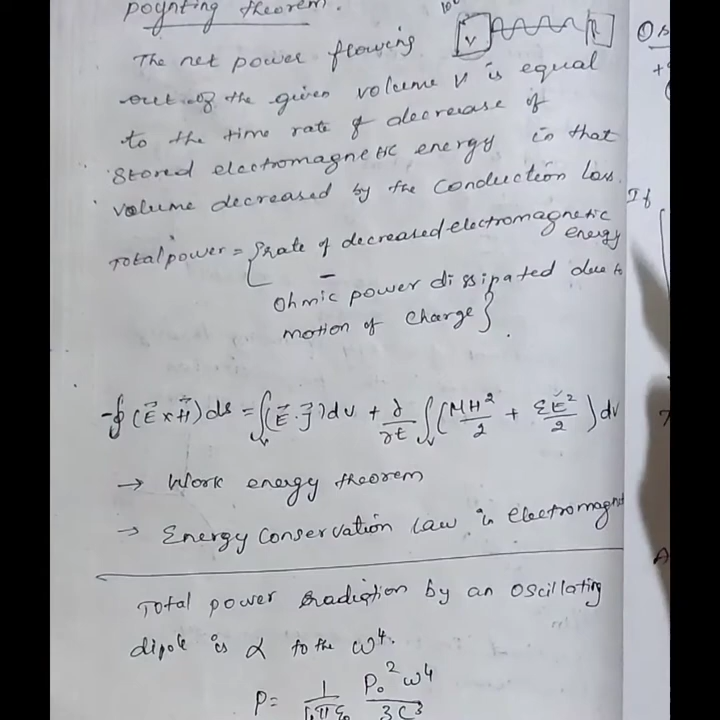 Poynting theorem.
The net power flowing
out of the given volume V is equal
to the time rate of decrease of
stored electromagnetic energy in that
volume decreased by the conduction loss.
Total power = {rate of decreased electromagnetic
energy
-
Ohmic power dissipated due to
motion of charge}.
V
-∮(E⃗ x H⃗) ds = ∫v(E⃗.J⃗)dv + ∂/∂t ∫v(μH²/2 + εE²/2) dv
→ Work energy theorem
→ Energy conservation law in electromagnet
Total power radiation by an oscillating
dipole is α to the ω⁴.
P = 1/4πε₀ P₀²ω⁴/3C³
If